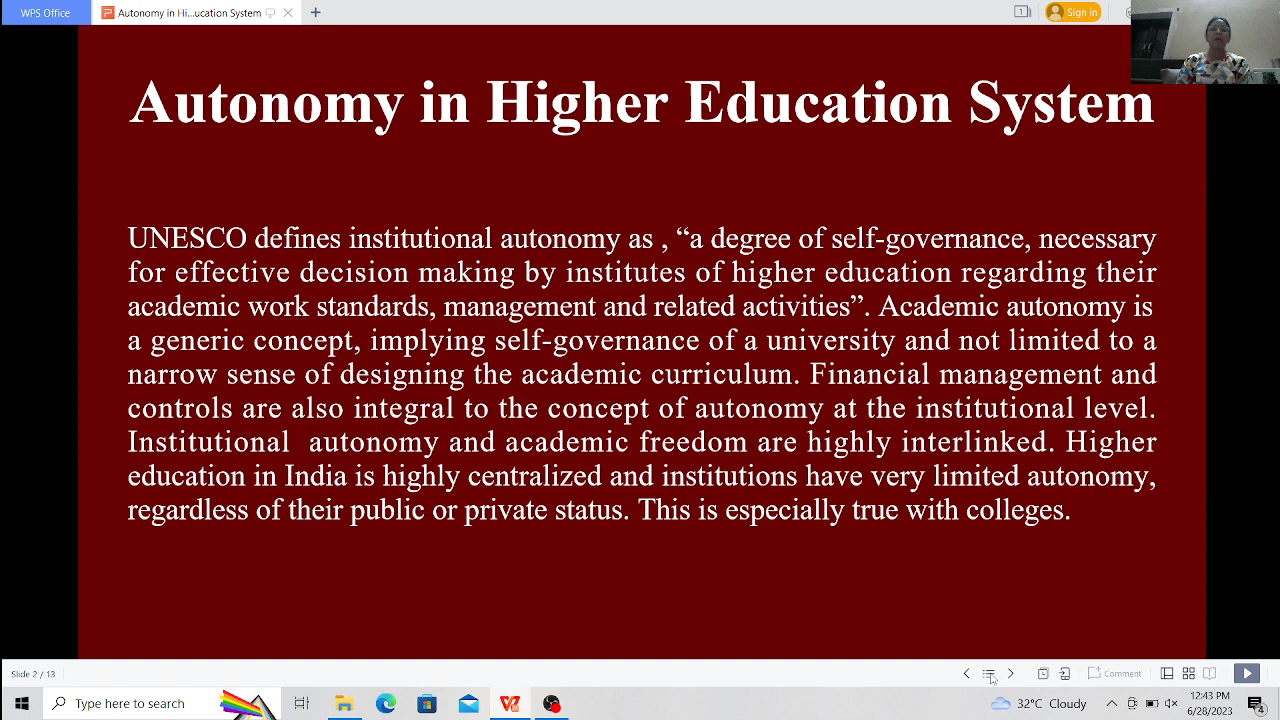 WPS Office
Autonomy in Hi...ucation System
1
Sign in
Autonomy in Higher Education System
UNESCO defines institutional autonomy as , “a degree of self-governance, necessary
for effective decision making by institutes of higher education regarding their
academic work standards, management and related activities”. Academic autonomy is
a generic concept, implying self-governance of a university and not limited to a
narrow sense of designing the academic curriculum. Financial management and
controls are also integral to the concept of autonomy at the institutional level.
Institutional autonomy and academic freedom are highly interlinked. Higher
education in India is highly centralized and institutions have very limited autonomy,
regardless of their public or private status. This is especially true with colleges.
Slide 2 / 13
Comment
Type here to search
32°C Cloudy
12:43 PM
6/28/2023
4